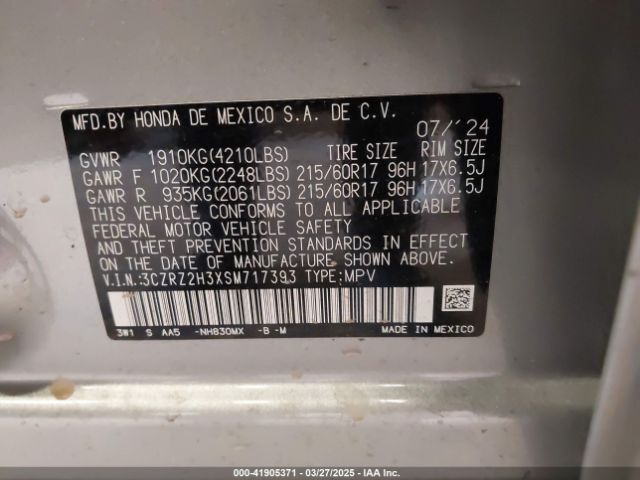 MFD.BY HONDA DE MEXICO S.A. DE C.V.
07/'24
GVWR 1910KG(4210LBS) TIRE SIZE RIM SIZE
GAWR F 1020KG(2248LBS) 215/60R17 96H 17X6.5J
GAWR R 935KG(2061LBS) 215/60R17 96H 17X6.5J
THIS VEHICLE CONFORMS TO ALL APPLICABLE
FEDERAL MOTOR VEHICLE SAFETY
AND THEFT PREVENTION STANDARDS IN EFFECT
ON THE DATE OF MANUFACTURE SHOWN ABOVE.
V.I.N.:3CZRZ2H3XSM717393 TYPE:MPV
3W1 S AA5 -NH830MX -B -M MADE IN MEXICO
000-41905371 - 03/27/2025 - IAA Inc.